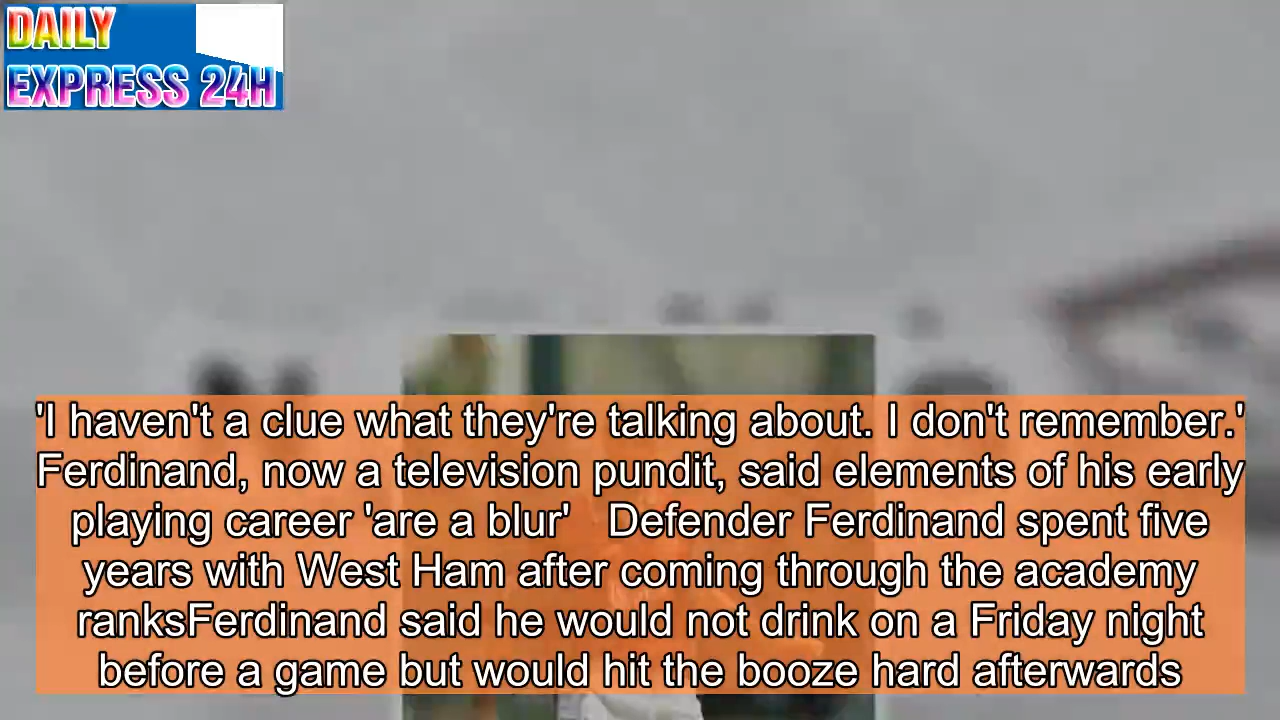 DAILY
EXPRESS 24H
'I haven't a clue what they're talking about. I don't remember.'
Ferdinand, now a television pundit, said elements of his early
playing career 'are a blur'   Defender Ferdinand spent five
years with West Ham after coming through the academy
ranksFerdinand said he would not drink on a Friday night
before a game but would hit the booze hard afterwards